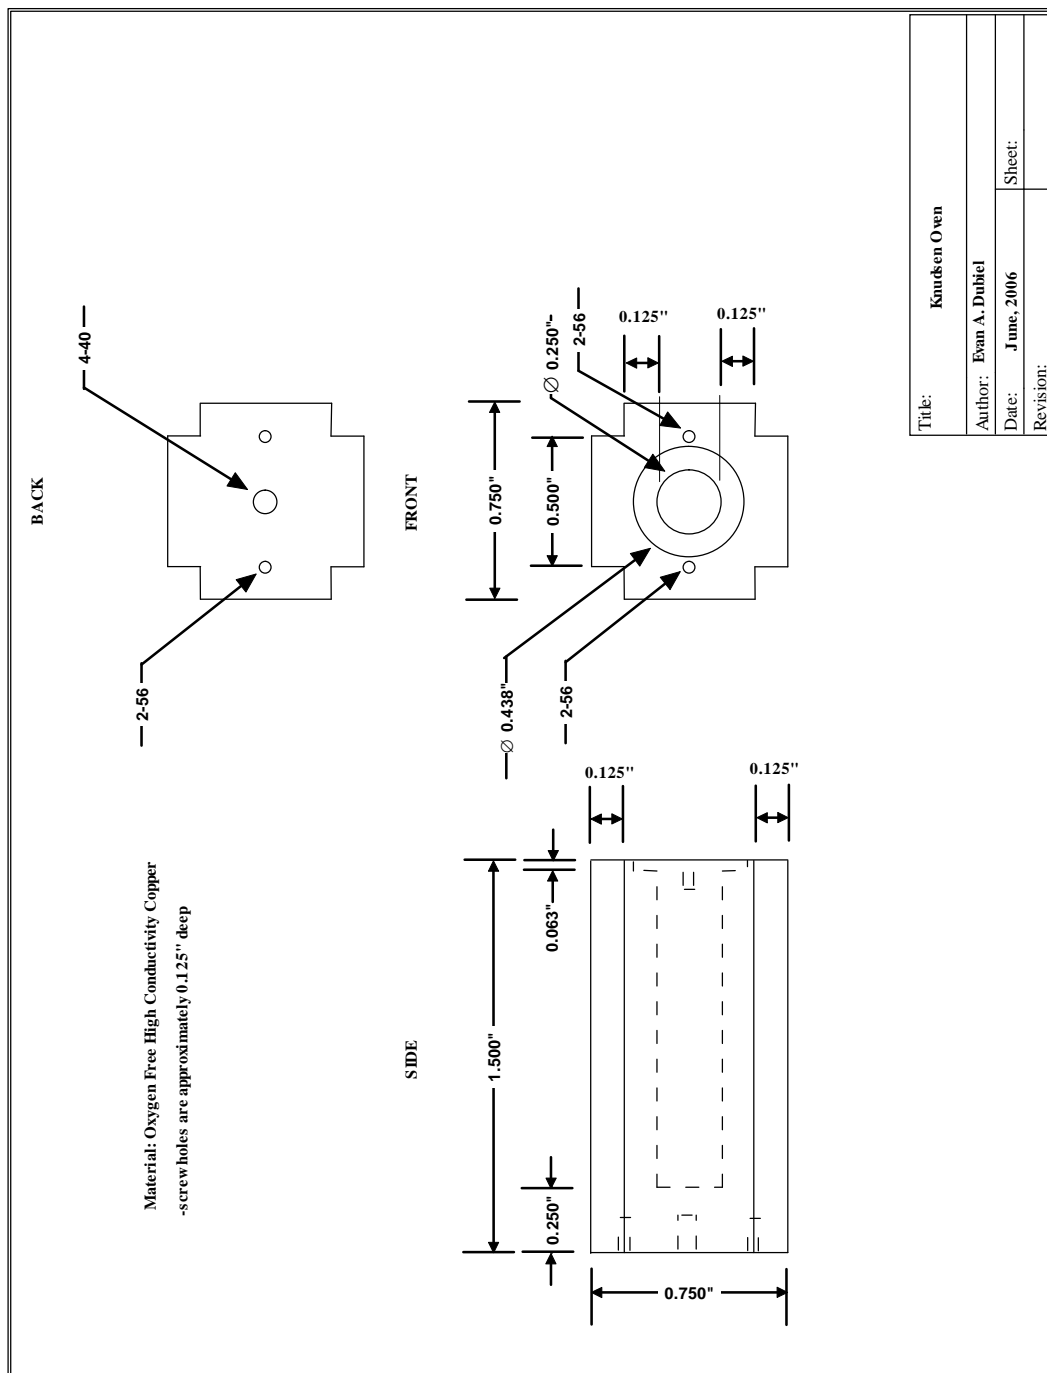 BACK
4-40
2-56
FRONT
0.750"
0.500"
Ø 0.250"
2-56
0.125"
0.125"
Ø 0.438"
2-56
Material: Oxygen Free High Conductivity Copper
-screw holes are approximately 0.125" deep
SIDE
1.500"
0.063"
0.250"
0.125"
0.125"
0.750"
Title:
Knudsen Oven
Author: Evan A. Dubiel
Date: June, 2006
Sheet:
Revision: